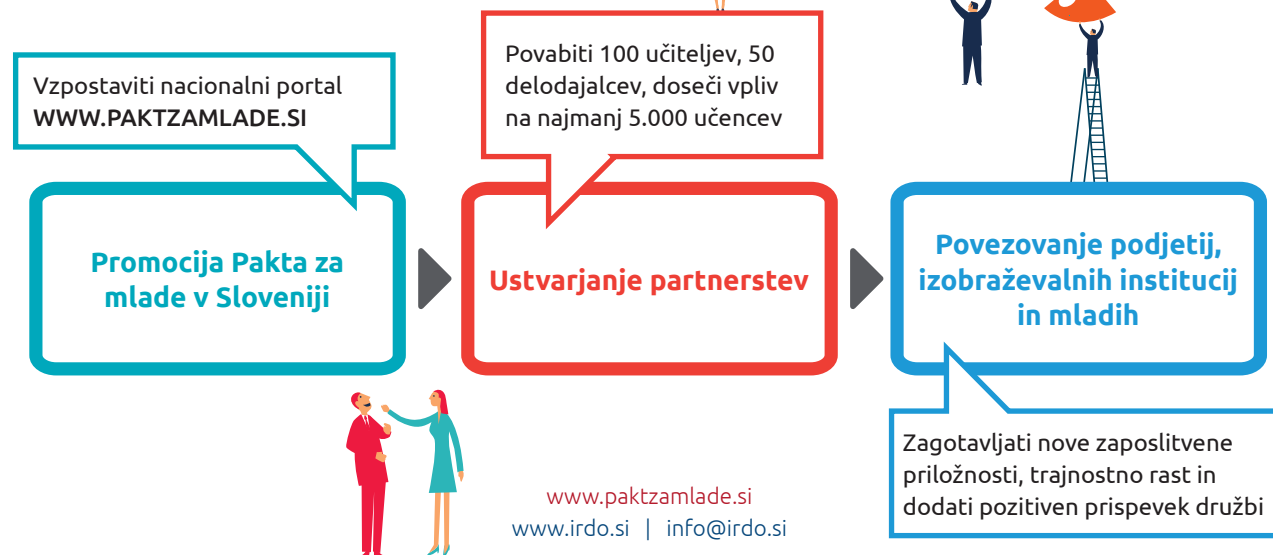 Vzpostaviti nacionalni portal
WWW.PAKTZAMLADE.SI
Promocija Pakta za
mlade v Sloveniji
Povabiti 100 učiteljev, 50
delodajalcev, doseči vpliv
na najmanj 5.000 učencev
Ustvarjanje partnerstev
Povezovanje podjetij,
izobraževalnih institucij
in mladih
Zagotavljati nove zaposlitvene
priložnosti, trajnostno rast in
dodati pozitiven prispevek družbi
www.paktzamlade.si
www.irdo.si | info@irdo.si